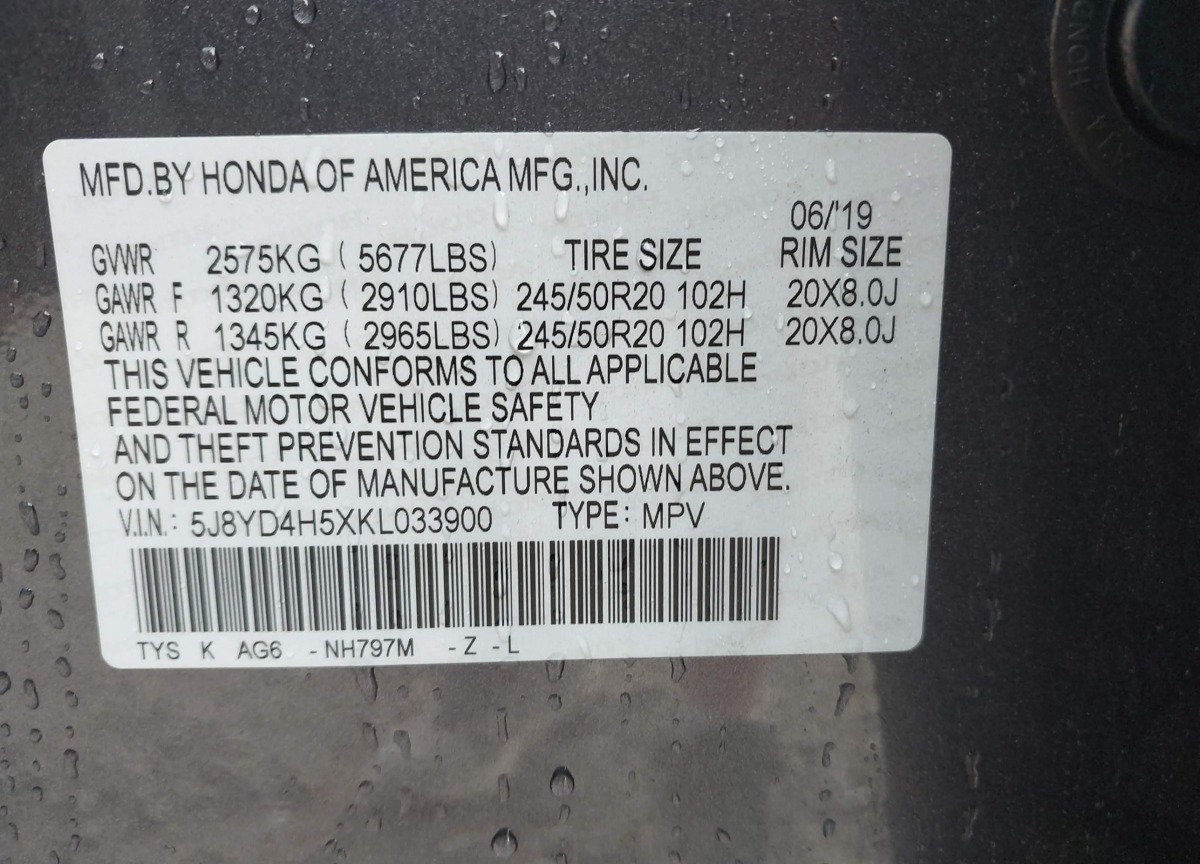 MFD.BY HONDA OF AMERICA MFG.,INC.
06/'19
GVWR 2575KG ( 5677LBS) TIRE SIZE RIM SIZE
GAWR F 1320KG ( 2910LBS) 245/50R20 102H 20X8.0J
GAWR R 1345KG ( 2965LBS) 245/50R20 102H 20X8.0J
THIS VEHICLE CONFORMS TO ALL APPLICABLE
FEDERAL MOTOR VEHICLE SAFETY
AND THEFT PREVENTION STANDARDS IN EFFECT
ON THE DATE OF MANUFACTURE SHOWN ABOVE.
V.I.N.: 5J8YD4H5XKL033900 TYPE: MPV
TYS K AG6 -NH797M -Z -L